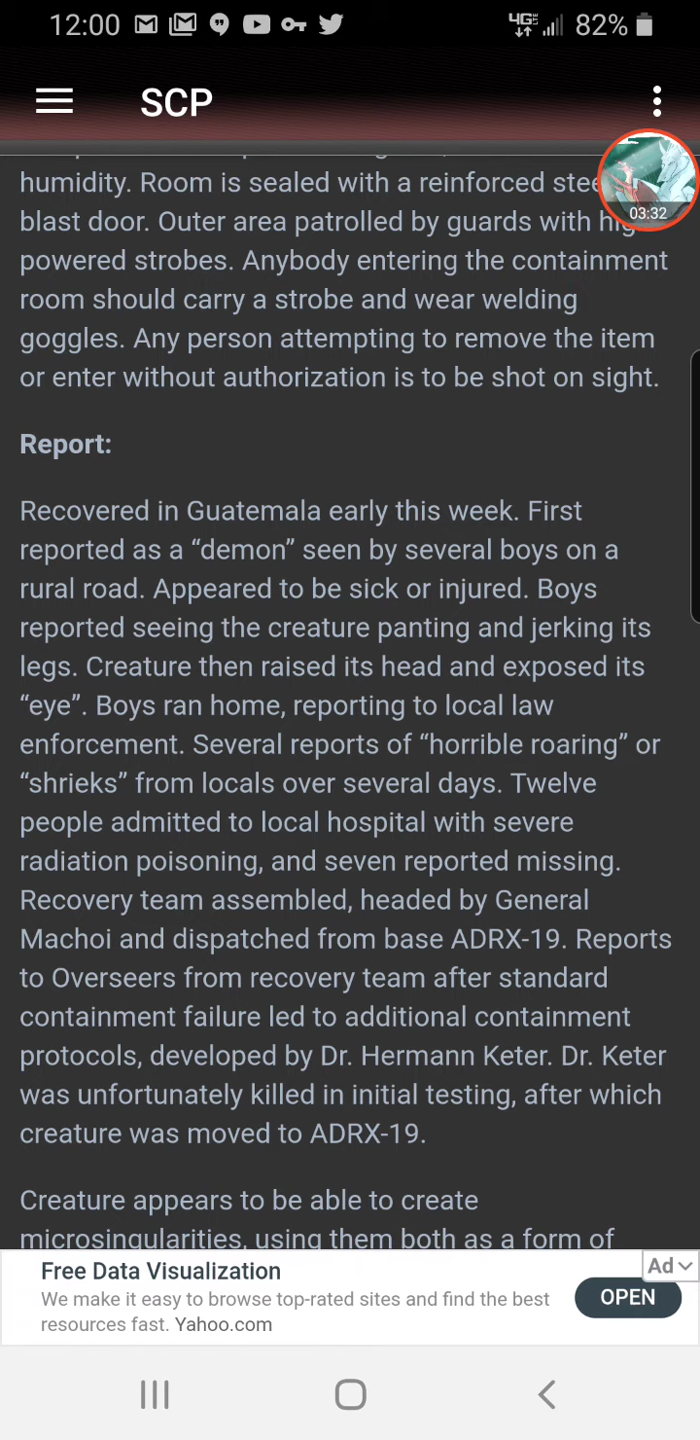 12:00
4GE 82%
SCP
03:32
humidity. Room is sealed with a reinforced
blast door. Outer area patrolled by guards with
powered strobes. Anybody entering the containment
room should carry a strobe and wear welding
goggles. Any person attempting to remove the item
or enter without authorization is to be shot on sight.
Report:
Recovered in Guatemala early this week. First
reported as a “demon” seen by several boys on a
rural road. Appeared to be sick or injured. Boys
reported seeing the creature panting and jerking its
legs. Creature then raised its head and exposed its
“eye”. Boys ran home, reporting to local law
enforcement. Several reports of “horrible roaring” or
“shrieks” from locals over several days. Twelve
people admitted to local hospital with severe
radiation poisoning, and seven reported missing.
Recovery team assembled, headed by General
Machoi and dispatched from base ADRX-19. Reports
to Overseers from recovery team after standard
containment failure led to additional containment
protocols, developed by Dr. Hermann Keter. Dr. Keter
was unfortunately killed in initial testing, after which
creature was moved to ADRX-19.
Creature appears to be able to create
microsingularities, using them both as a form of
Ad
Free Data Visualization
We make it easy to browse top-rated sites and find the best
resources fast. Yahoo.com
OPEN